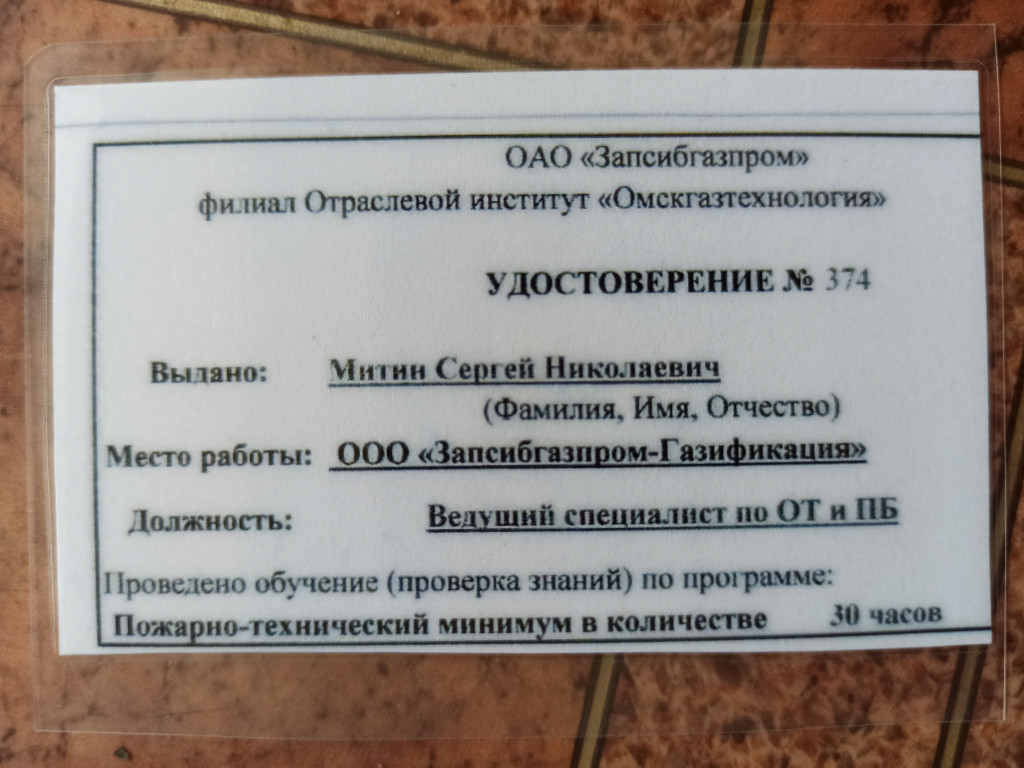 ОАО «Запсибгазпром»
филиал Отраслевой институт «Омскгазтехнология»
УДОСТОВЕРЕНИЕ № 374
Выдано: Митин Сергей Николаевич
(Фамилия, Имя, Отчество)
Место работы: ООО «Запсибгазпром-Газификация»
Должность: Ведущий специалист по ОТ и ПБ
Проведено обучение (проверка знаний) по программе:
Пожарно-технический минимум в количестве 30 часов